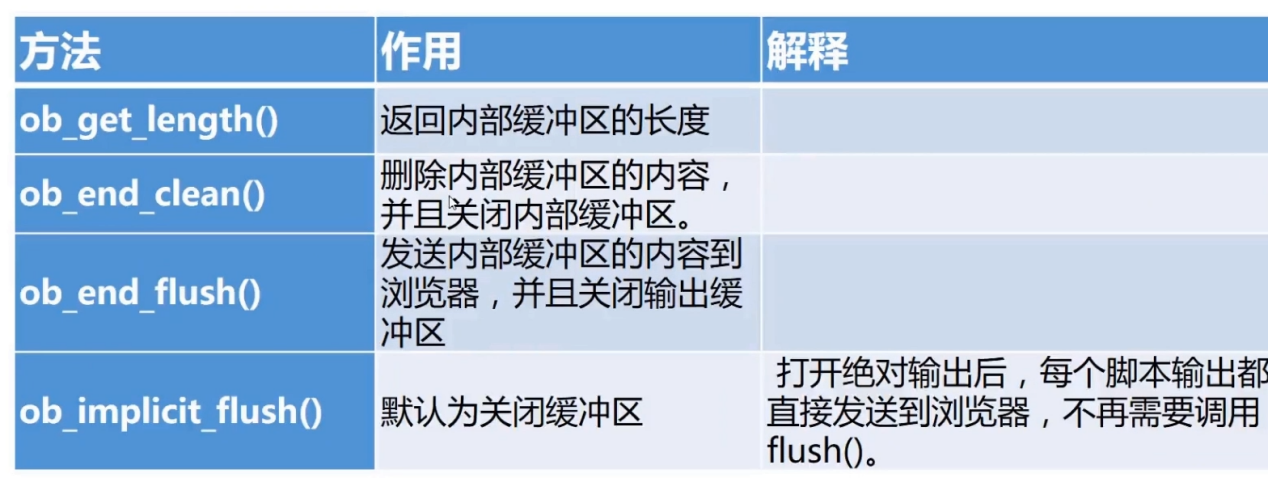 方法 作用 解释
ob_get_length() 返回内部缓冲区的长度
ob_end_clean() 删除内部缓冲区的内容，
并且关闭内部缓冲区。
ob_end_flush() 发送内部缓冲区的内容到
浏览器，并且关闭输出缓
冲区
ob_implicit_flush() 默认为关闭缓冲区
打开绝对输出后，每个脚本输出都
直接发送到浏览器，不再需要调用
flush()。